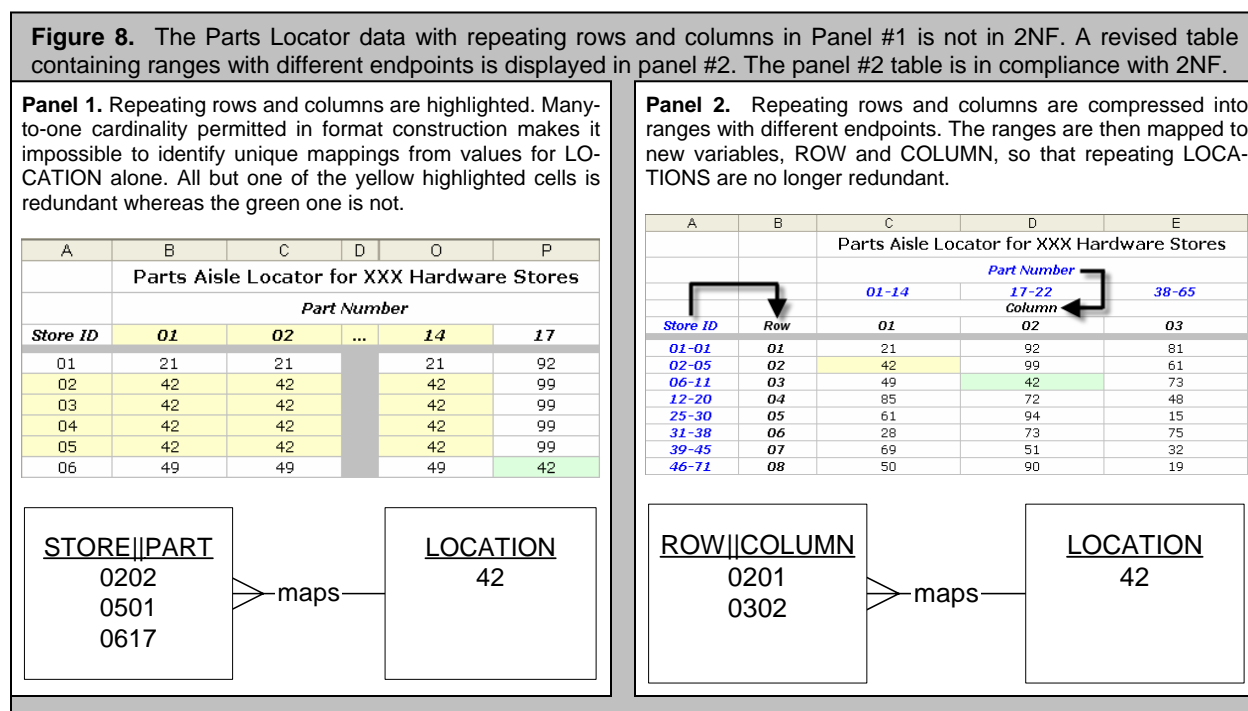 Figure 8. The Parts Locator data with repeating rows and columns in Panel #1 is not in 2NF. A revised table
containing ranges with different endpoints is displayed in panel #2. The panel #2 table is in compliance with 2NF.
Panel 1. Repeating rows and columns are highlighted. Many-
to-one cardinality permitted in format construction makes it
impossible to identify unique mappings from values for LO-
CATION alone. All but one of the yellow highlighted cells is
redundant whereas the green one is not.
A B C D O P
Parts Aisle Locator for XXX Hardware Stores
Part Number
Store ID 01 02 ... 14 17
01 21 21 21 92
02 42 42 42 99
03 42 42 42 99
04 42 42 42 99
05 42 42 42 99
06 49 49 49 42
STORE||PART
0202
0501
0617
maps
LOCATION
42
Panel 2. Repeating rows and columns are compressed into
ranges with different endpoints. The ranges are then mapped to
new variables, ROW and COLUMN, so that repeating LOCA-
TIONS are no longer redundant.
A B C D E
Parts Aisle Locator for XXX Hardware Stores
Part Number
01-14 17-22 38-65
Column
Store ID Row 01 02 03
01-01 01 21 92 81
02-05 02 42 99 61
06-11 03 49 42 73
12-20 04 85 72 48
25-30 05 61 94 15
31-38 06 28 73 75
39-45 07 69 51 32
46-71 08 50 90 19
ROW||COLUMN
0201
0302
maps
LOCATION
42